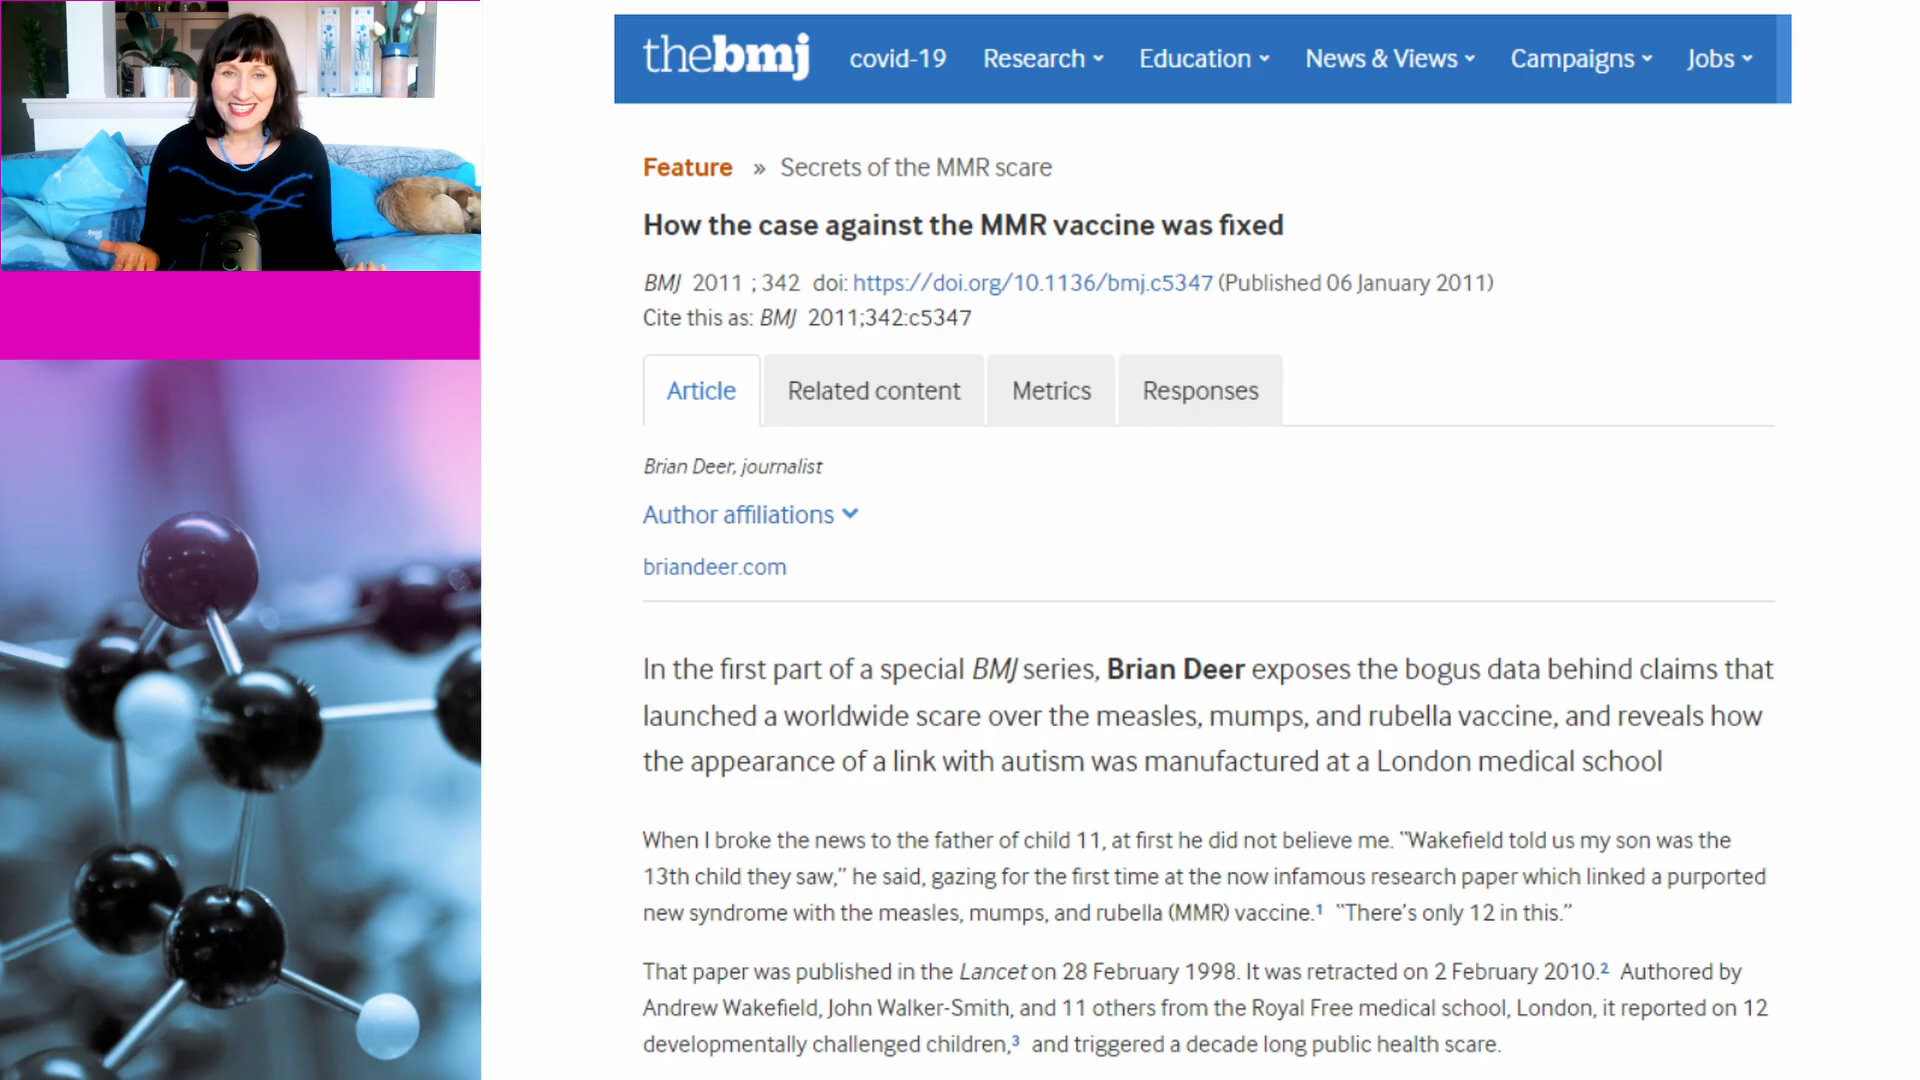 thebmj covid-19 Research Education News & Views Campaigns Jobs
Feature » Secrets of the MMR scare
How the case against the MMR vaccine was fixed
BMJ 2011 ; 342 doi: https://doi.org/10.1136/bmj.c5347 (Published 06 January 2011)
Cite this as: BMJ 2011;342:c5347
Article Related content Metrics Responses
Brian Deer, journalist
Author affiliations
briandeer.com
In the first part of a special BMJ series, Brian Deer exposes the bogus data behind claims that
launched a worldwide scare over the measles, mumps, and rubella vaccine, and reveals how
the appearance of a link with autism was manufactured at a London medical school
When I broke the news to the father of child 11, at first he did not believe me. “Wakefield told us my son was the
13th child they saw,” he said, gazing for the first time at the now infamous research paper which linked a purported
new syndrome with the measles, mumps, and rubella (MMR) vaccine.1 “There’s only 12 in this.”
That paper was published in the Lancet on 28 February 1998. It was retracted on 2 February 2010.2 Authored by
Andrew Wakefield, John Walker-Smith, and 11 others from the Royal Free medical school, London, it reported on 12
developmentally challenged children,3 and triggered a decade long public health scare.